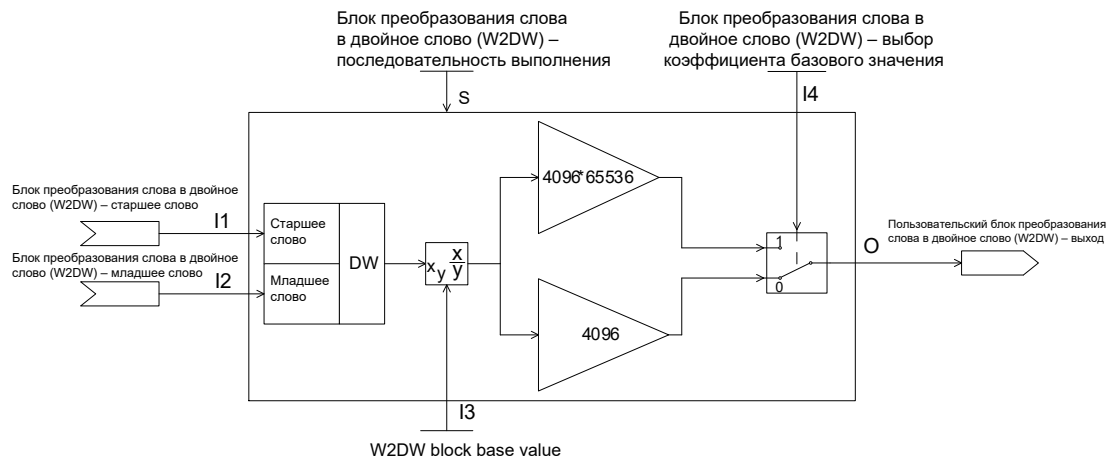 Блок преобразования слова
в двойное слово (W2DW) –
последовательность выполнения
Блок преобразования слова в
двойное слово (W2DW) – выбор
коэффициента базового значения
S
I4
4096*65536
Блок преобразования слова в двойное
слово (W2DW) – старшее слово
I1
Старшее
слово
Пользовательский блок преобразования
слова в двойное слово (W2DW) – выход
1
O
Блок преобразования слова в двойное
слово (W2DW) – младшее слово
I2
DW
Младшее
слово
x
y
x
y
0
4096
I3
W2DW block base value